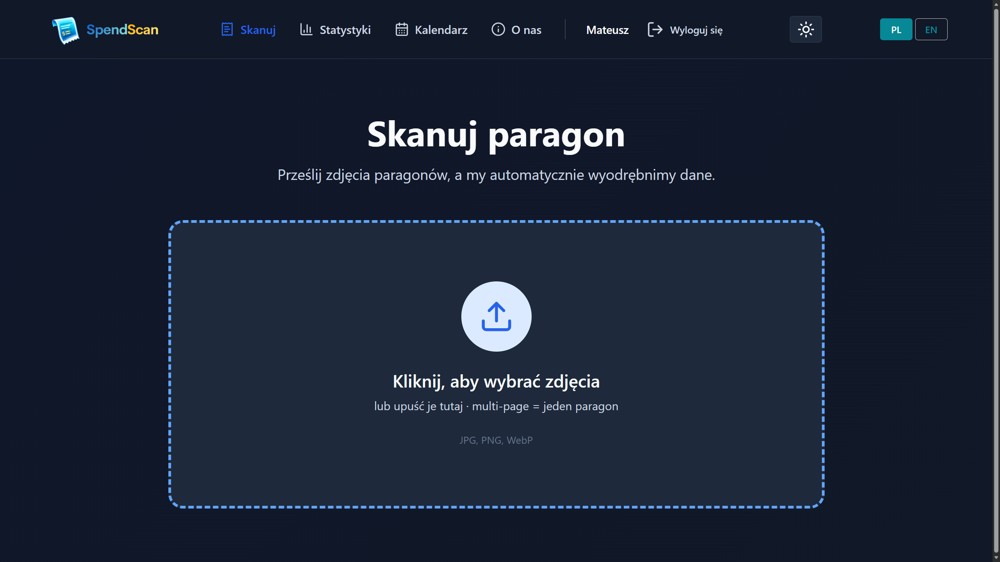 SpendScan
Skanuj
Statystyki
Kalendarz
O nas
Mateusz
Wyloguj się
PL
EN
Skanuj paragon
Prześlij zdjęcia paragonów, a my automatycznie wyodrębnimy dane.
Kliknij, aby wybrać zdjęcia
lub upuść je tutaj · multi-page = jeden paragon
JPG, PNG, WebP